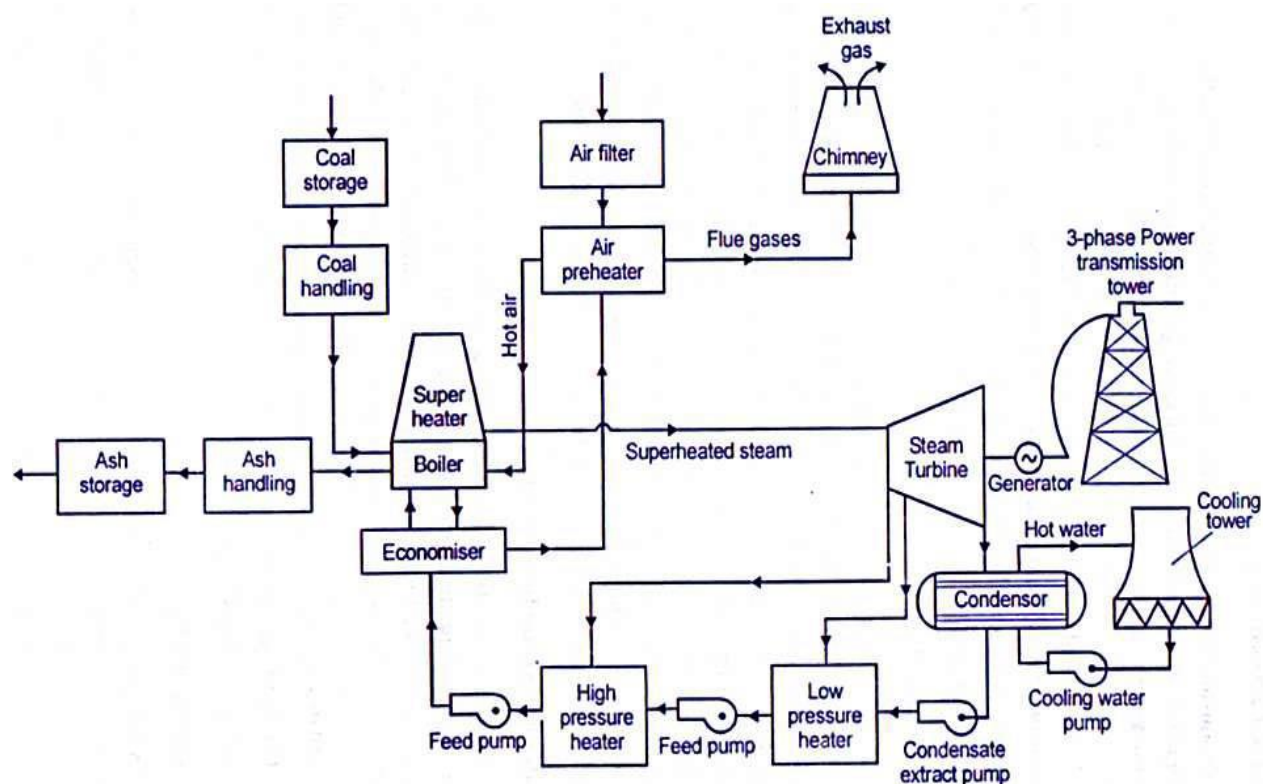 Exhaust
gas
Coal
storage
Air filter
Chimney
Coal
handling
Air
preheater
Flue gases
3-phase Power
transmission
tower
Hot air
Super
heater
Boiler
Superheated steam
Steam
Turbine
Generator
Ash
storage
Ash
handling
Economiser
Hot water
Cooling
tower
Condensor
Cooling water
pump
High
pressure
heater
Low
pressure
heater
Feed pump
Feed pump
Condensate
extract pump